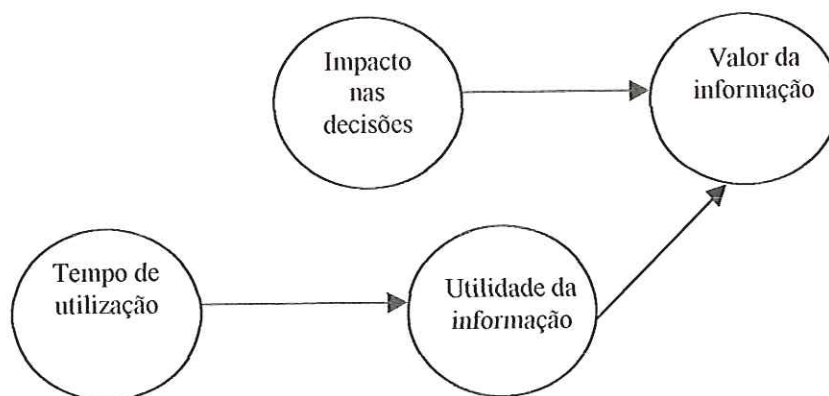 Impacto
nas
decisões
Valor da
informação
Tempo de
utilização
Utilidade da
informação